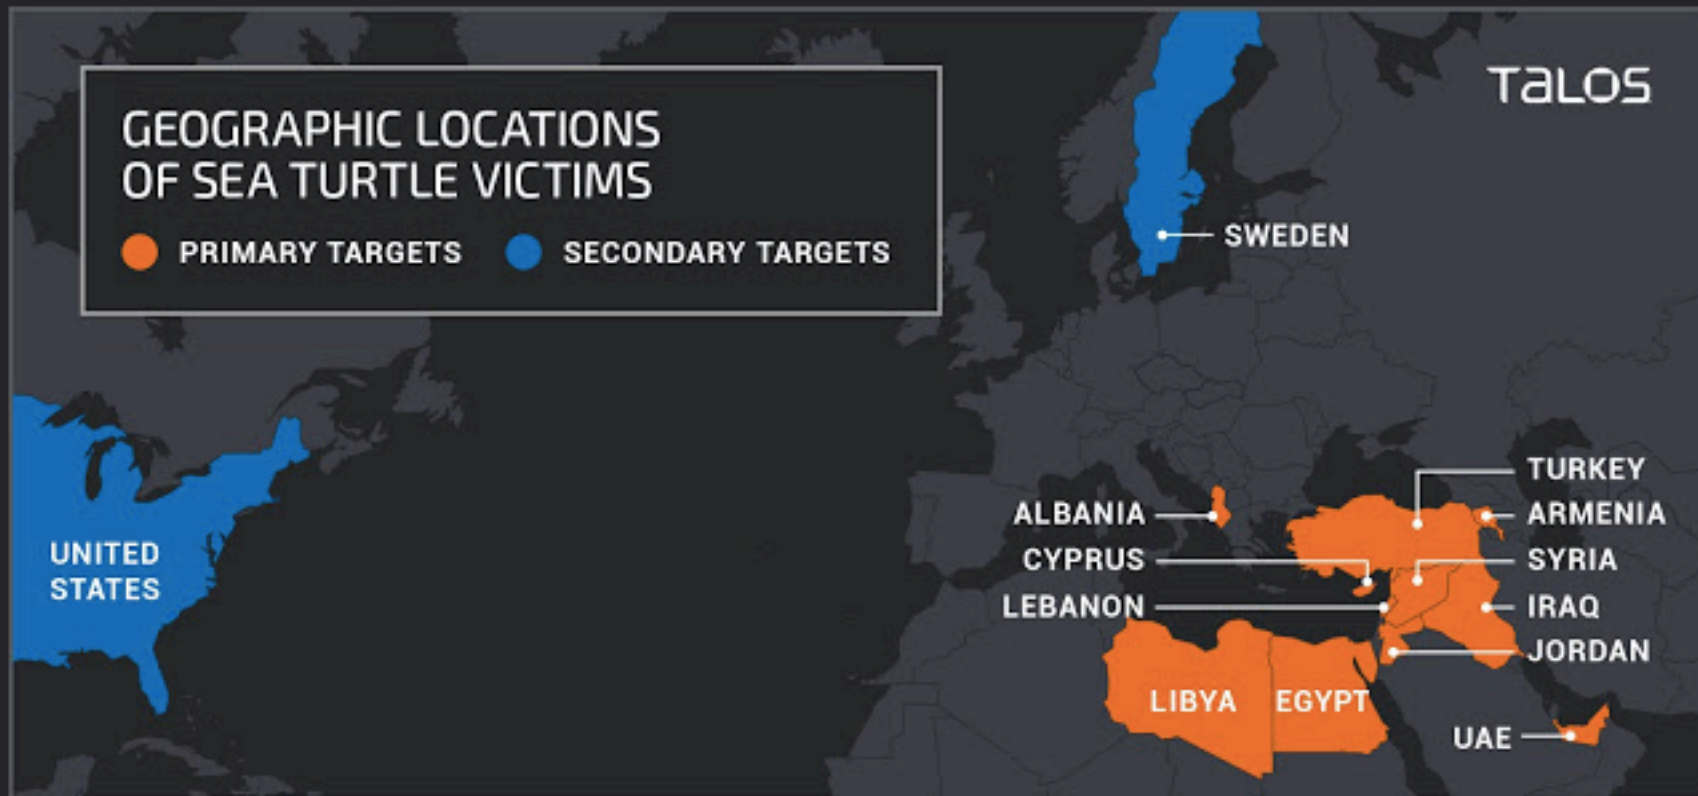 TALOS
GEOGRAPHIC LOCATIONS
OF SEA TURTLE VICTIMS
PRIMARY TARGETS
SECONDARY TARGETS
SWEDEN
UNITED
STATES
ALBANIA
CYPRUS
LEBANON
TURKEY
ARMENIA
SYRIA
IRAQ
JORDAN
LIBYA
EGYPT
UAE